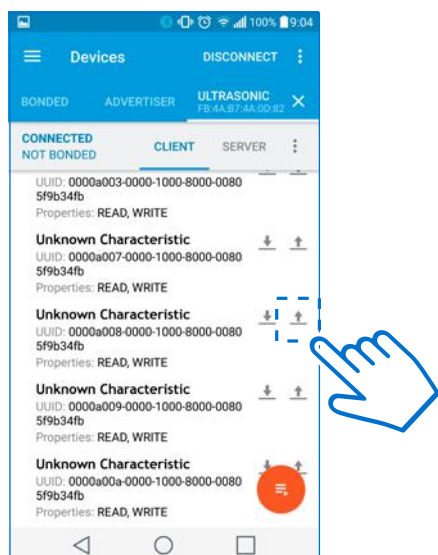 100% 9:04
Devices DISCONNECT
BONDED ADVERTISER ULTRASONIC
FB:4A:B7:4A:0D:82
CONNECTED CLIENT SERVER
NOT BONDED
UUID: 0000a003-0000-1000-8000-0080
5f9b34fb
Properties: READ, WRITE
Unknown Characteristic
UUID: 0000a007-0000-1000-8000-0080
5f9b34fb
Properties: READ, WRITE
Unknown Characteristic
UUID: 0000a008-0000-1000-8000-0080
5f9b34fb
Properties: READ, WRITE
Unknown Characteristic
UUID: 0000a009-0000-1000-8000-0080
5f9b34fb
Properties: READ, WRITE
Unknown Characteristic
UUID: 0000a00a-0000-1000-8000-0080
5f9b34fb
Properties: READ, WRITE